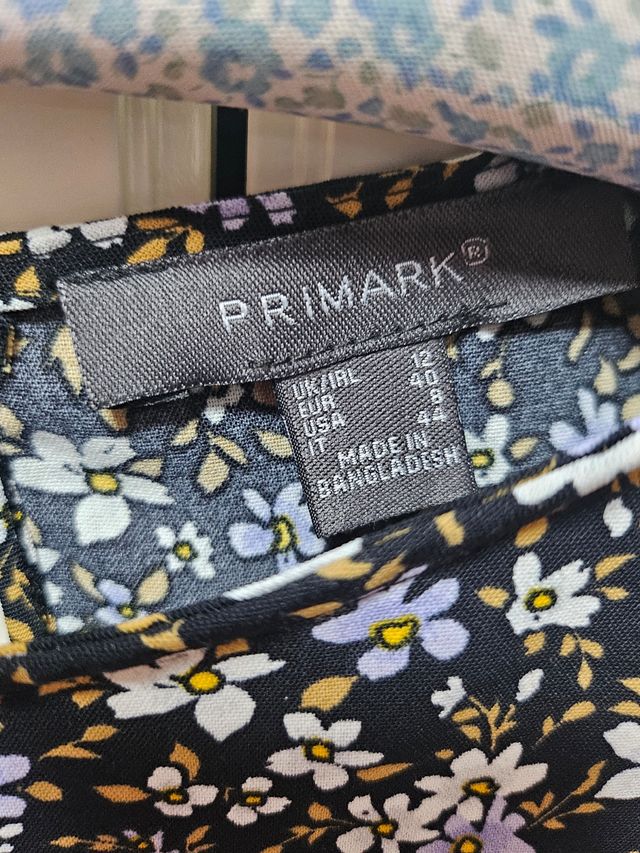 PRIMARK®
UK/IRL 12
EUR 40
USA 8
IT 44
MADE IN
BANGLADESH